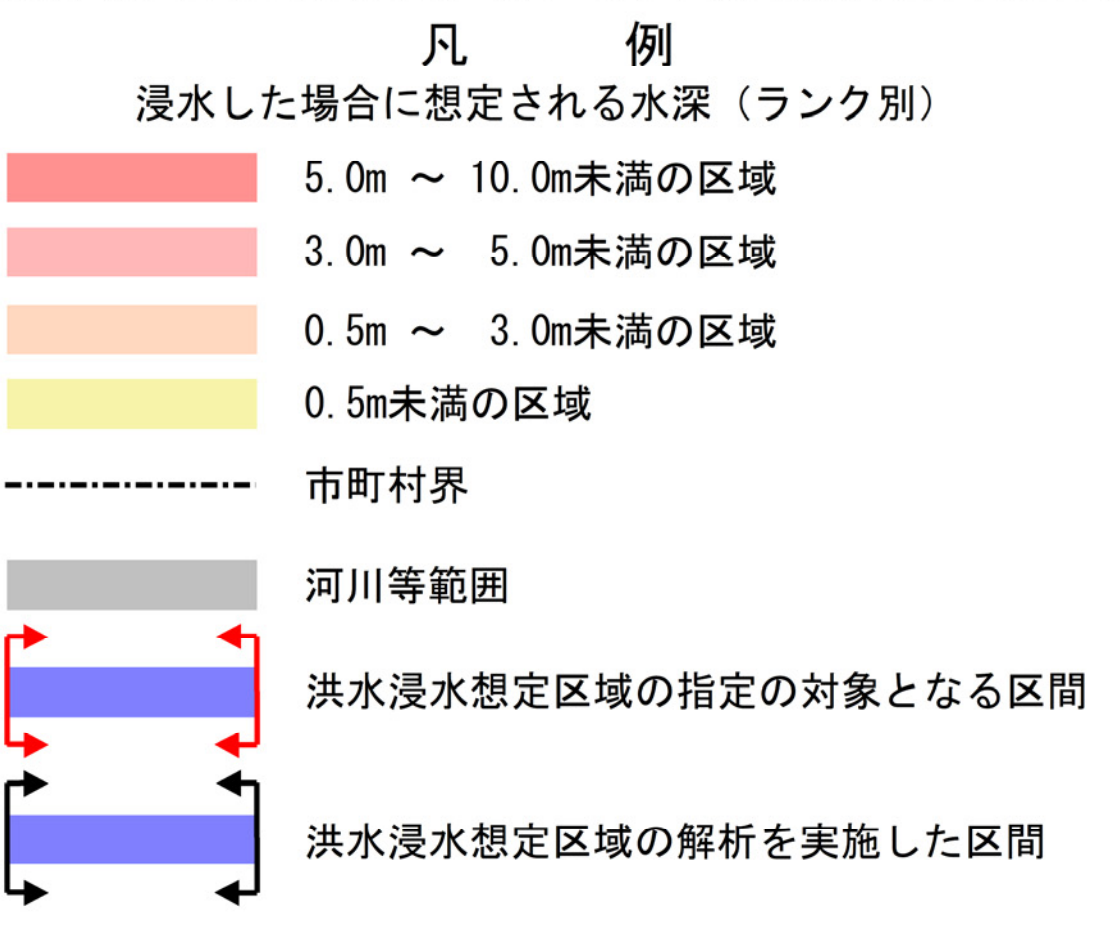 凡　例
浸水した場合に想定される水深（ランク別）
5.0m ～ 10.0m未満の区域
3.0m ～ 5.0m未満の区域
0.5m ～ 3.0m未満の区域
0.5m未満の区域
市町村界
河川等範囲
洪水浸水想定区域の指定の対象となる区間
洪水浸水想定区域の解析を実施した区間